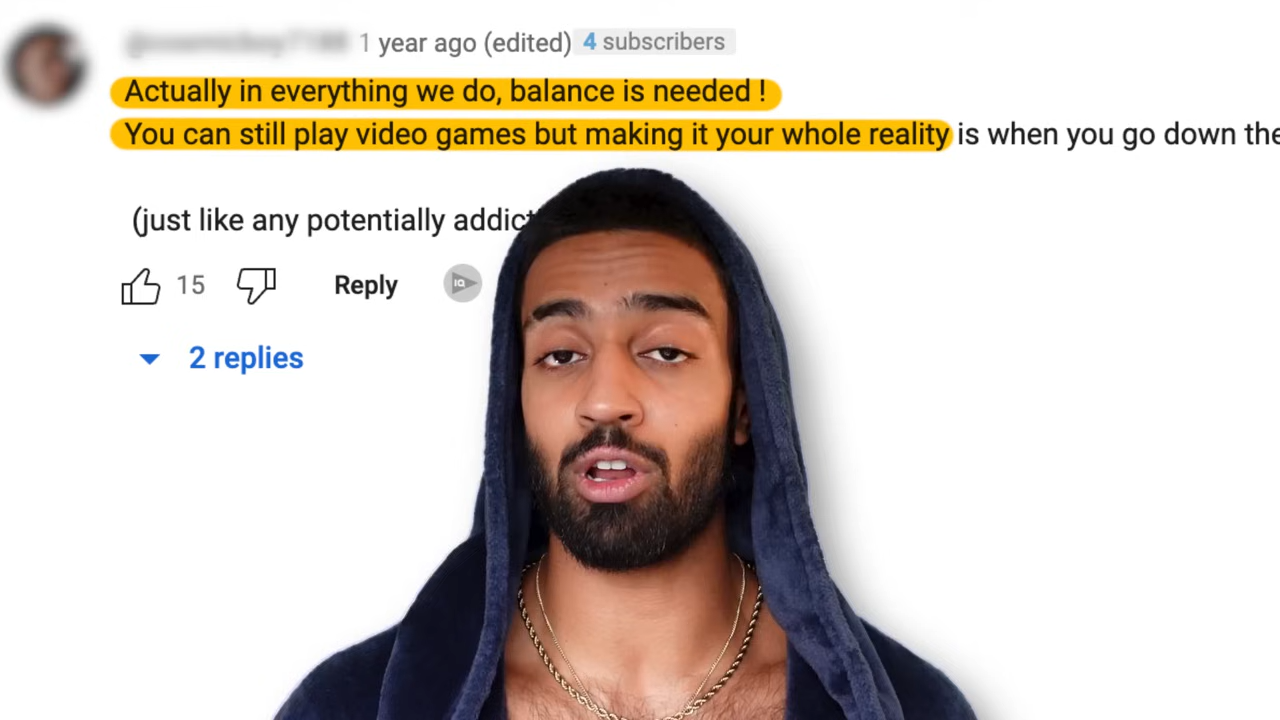 1 year ago (edited) 4 subscribers
Actually in everything we do, balance is needed !
You can still play video games but making it your whole reality is when you go down the
(just like any potentially
15 Reply
2 replies